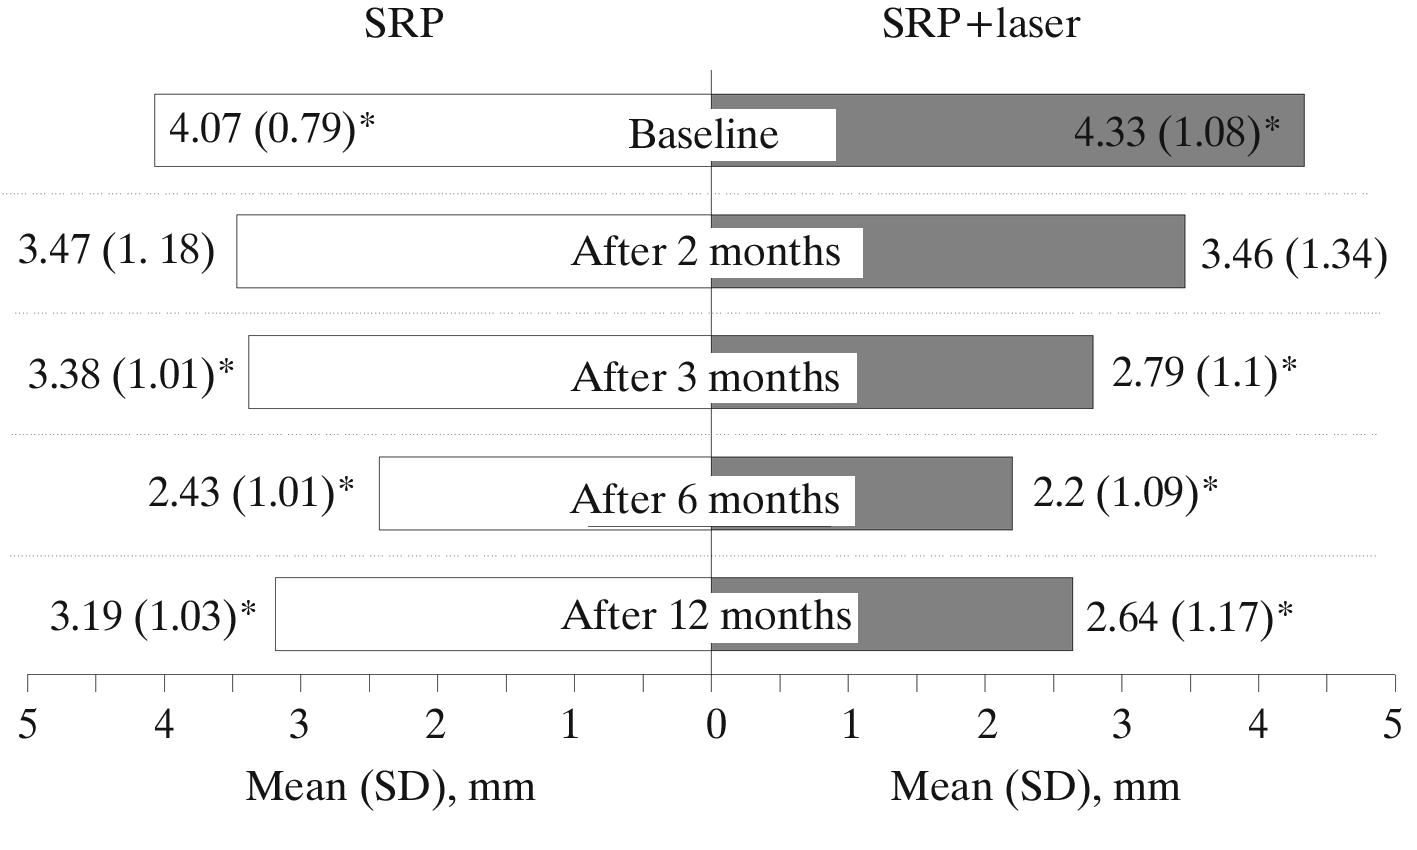 SRP SRP+laser
4.07 (0.79)* Baseline 4.33 (1.08)*
3.47 (1. 18) After 2 months 3.46 (1.34)
3.38 (1.01)* After 3 months 2.79 (1.1)*
2.43 (1.01)* After 6 months 2.2 (1.09)*
3.19 (1.03)* After 12 months 2.64 (1.17)*
5 4 3 2 1 0 1 2 3 4 5
Mean (SD), mm Mean (SD), mm